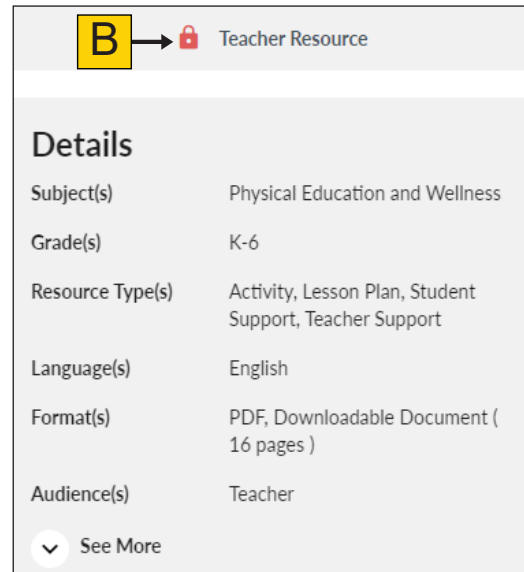 B Teacher Resource
Details
Subject(s) Physical Education and Wellness
Grade(s) K-6
Resource Type(s) Activity, Lesson Plan, Student
Support, Teacher Support
Language(s) English
Format(s) PDF, Downloadable Document (
16 pages )
Audience(s) Teacher
See More